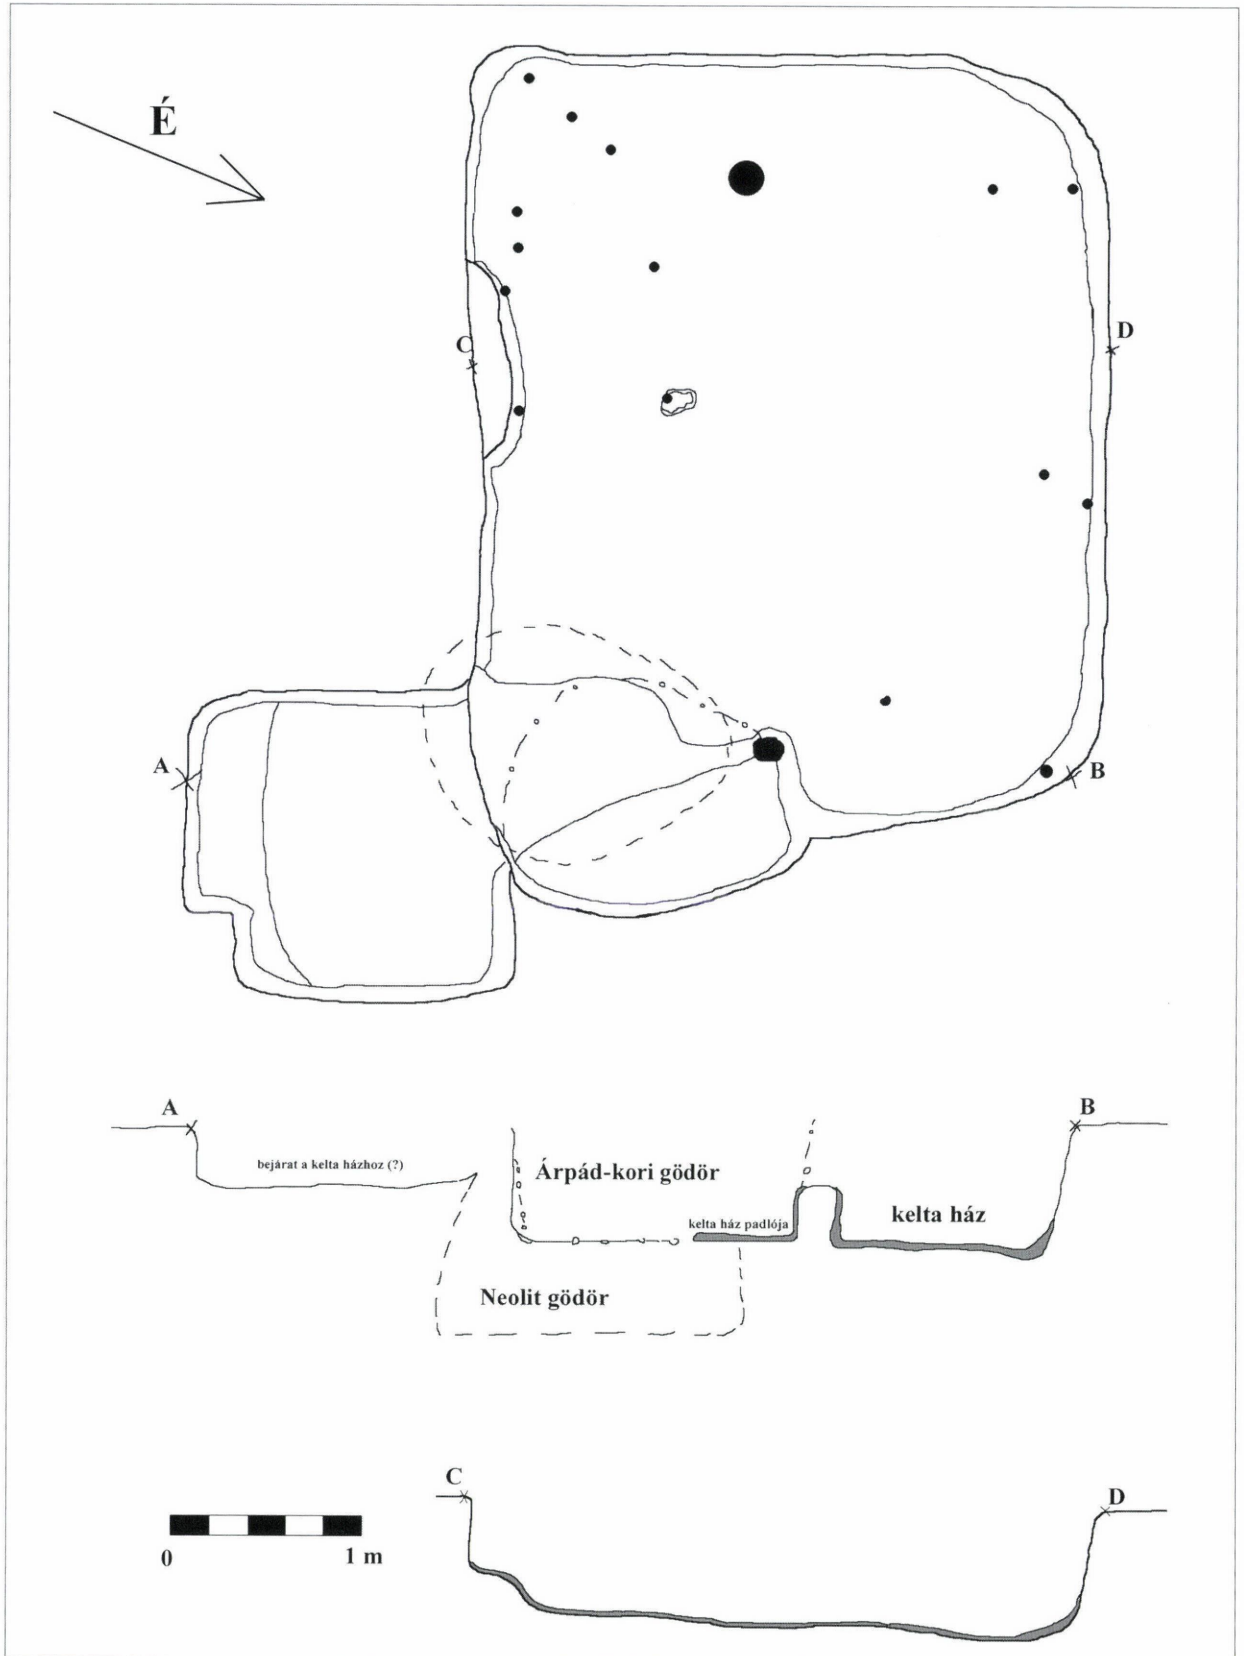 É
C
D
A
B
A
B
bejárat a kelta házhoz (?)
Árpád-kori gödör
kelta ház padlója
kelta ház
Neolit gödör
C
D
0
1 m